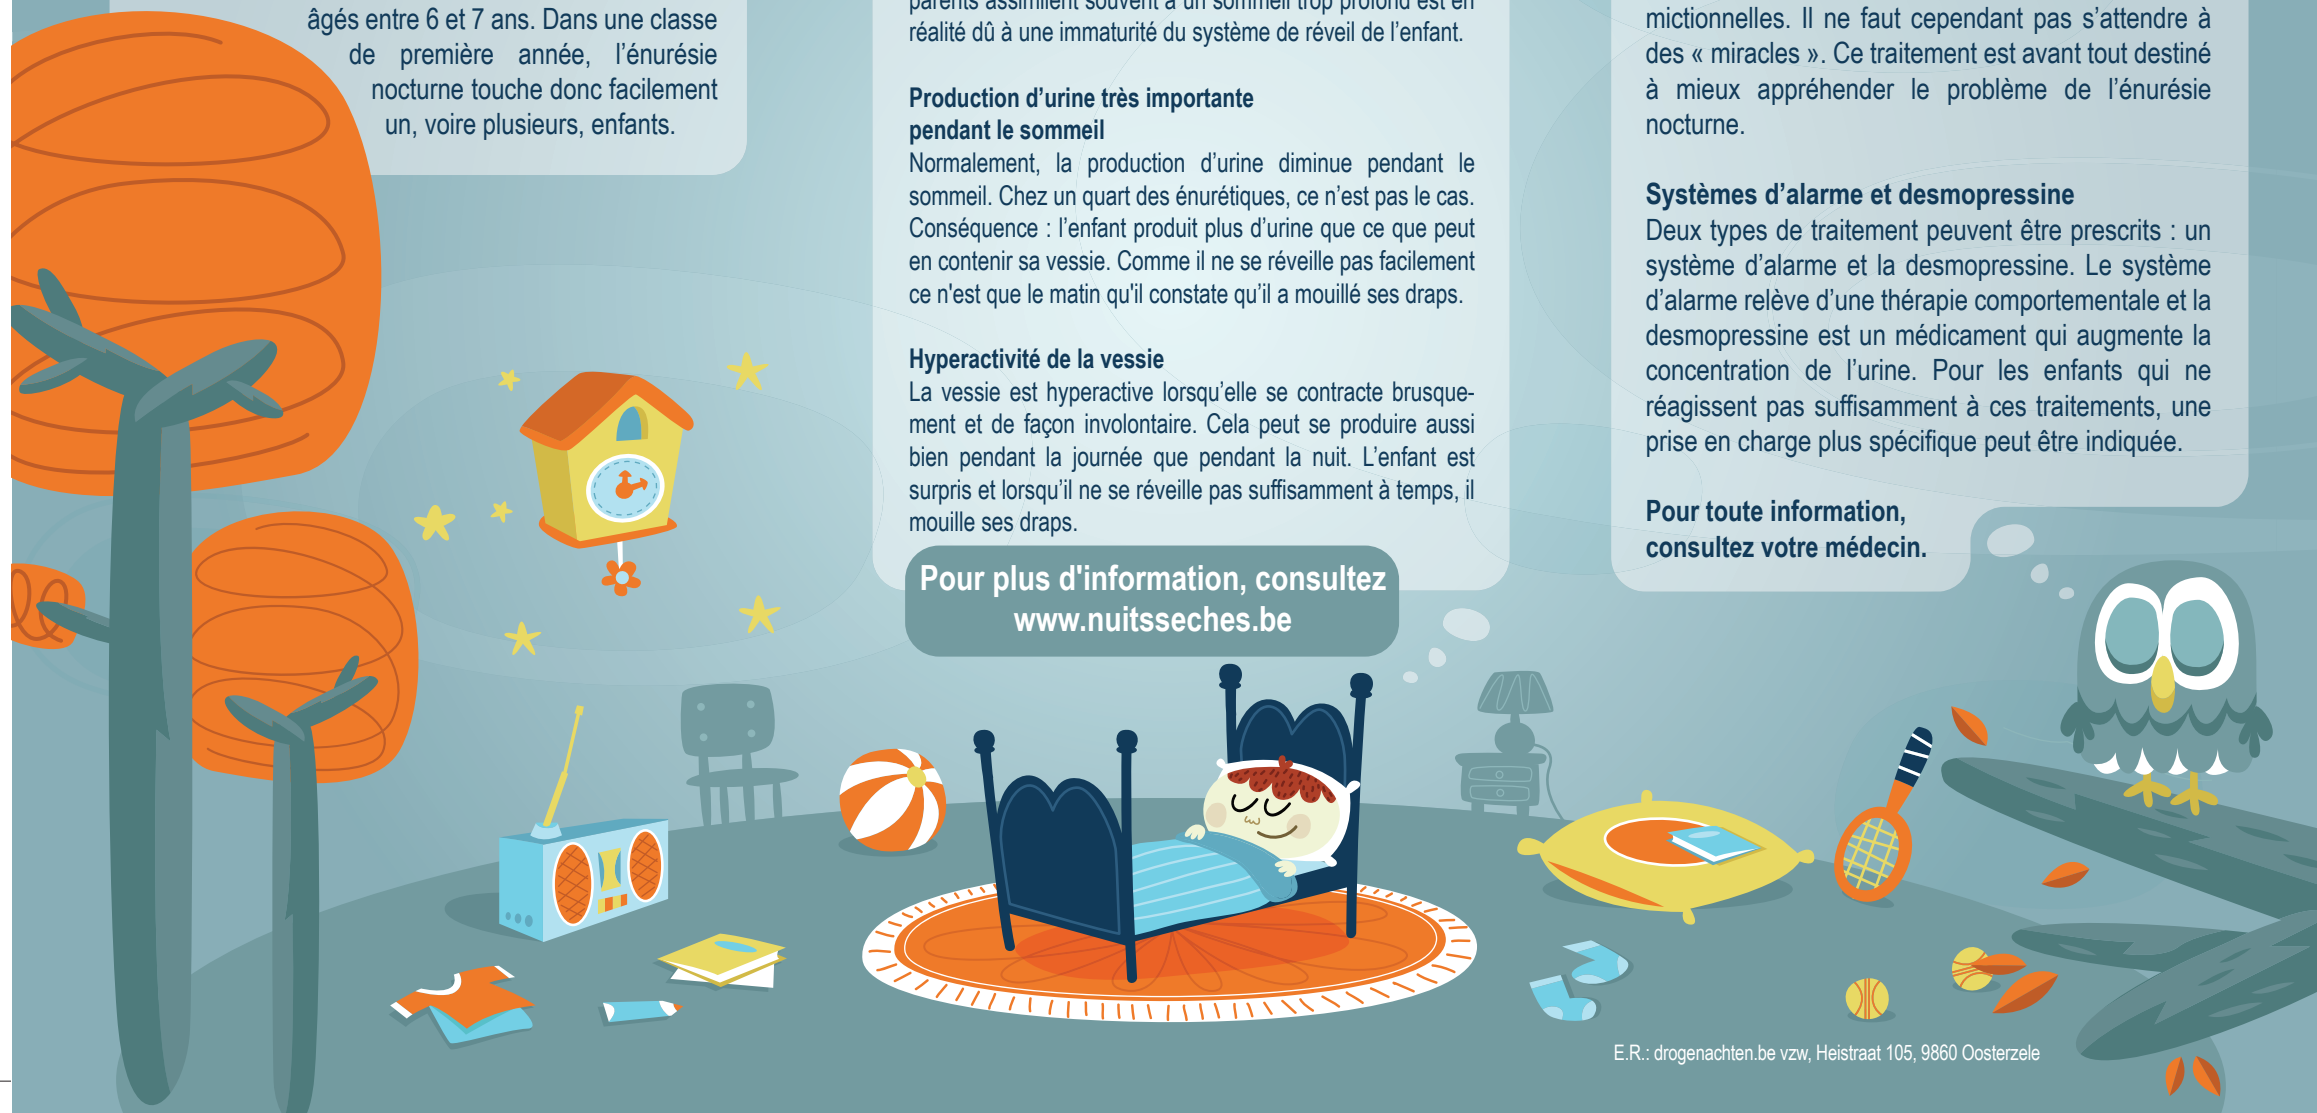 âgés entre 6 et 7 ans. Dans une classe
de première année, l’énurésie
nocturne touche donc facilement
un, voire plusieurs, enfants.
parents assimilent souvent à un sommeil trop profond est en
réalité dû à une immaturité du système de réveil de l’enfant.
Production d’urine très importante
pendant le sommeil
Normalement, la production d’urine diminue pendant le
sommeil. Chez un quart des énurétiques, ce n’est pas le cas.
Conséquence : l’enfant produit plus d’urine que ce que peut
en contenir sa vessie. Comme il ne se réveille pas facilement
ce n'est que le matin qu'il constate qu’il a mouillé ses draps.
Hyperactivité de la vessie
La vessie est hyperactive lorsqu’elle se contracte brusque-
ment et de façon involontaire. Cela peut se produire aussi
bien pendant la journée que pendant la nuit. L’enfant est
surpris et lorsqu’il ne se réveille pas suffisamment à temps, il
mouille ses draps.
Pour plus d'information, consultez
www.nuitsseches.be
mictionnelles. Il ne faut cependant pas s’attendre à
des « miracles ». Ce traitement est avant tout destiné
à mieux appréhender le problème de l’énurésie
nocturne.
Systèmes d’alarme et desmopressine
Deux types de traitement peuvent être prescrits : un
système d’alarme et la desmopressine. Le système
d’alarme relève d’une thérapie comportementale et la
desmopressine est un médicament qui augmente la
concentration de l’urine. Pour les enfants qui ne
réagissent pas suffisamment à ces traitements, une
prise en charge plus spécifique peut être indiquée.
Pour toute information,
consultez votre médecin.
E.R.: drogenachten.be vzw, Heistraat 105, 9860 Oosterzele